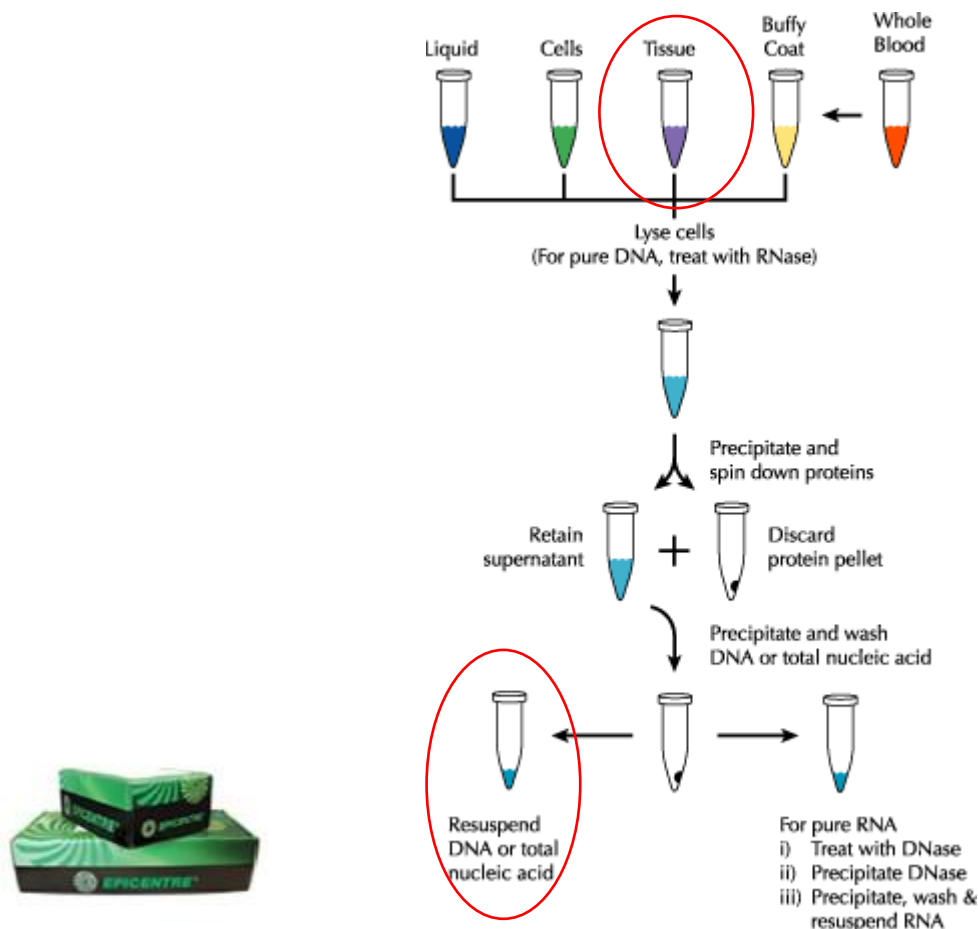 Liquid
Cells
Tissue
Buffy
Coat
Whole
Blood
Lyse cells
(For pure DNA, treat with RNase)
Precipitate and
spin down proteins
Retain
supernatant
Discard
protein pellet
Precipitate and wash
DNA or total nucleic acid
Resuspend
DNA or total
nucleic acid
For pure RNA
i) Treat with DNase
ii) Precipitate DNase
iii) Precipitate, wash &
resuspend RNA
EPICENTRE
EPICENTRE
EPICENTRE